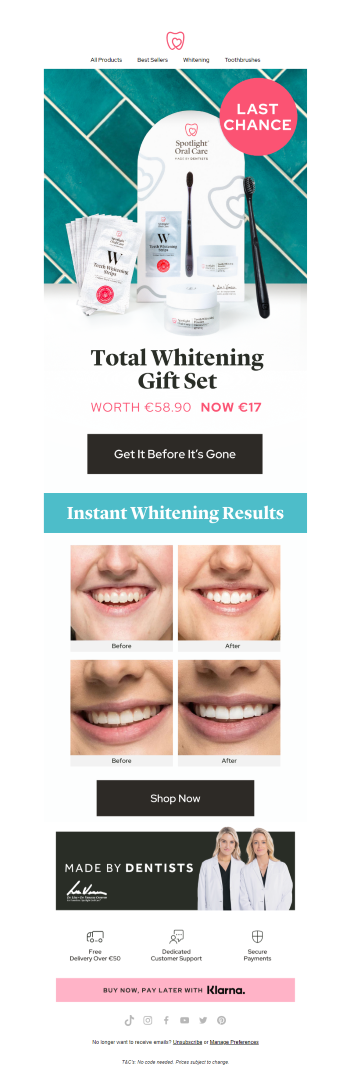 All Products Best Sellers Whitening Toothbrushes
LAST
CHANCE
Spotlight
Oral Care
MADE BY DENTISTS
W
Teeth Whitening
Strips
W
Teeth Whitening
Strips
Total Whitening
Gift Set
WORTH €58.90 NOW €17
Get It Before It's Gone
Instant Whitening Results
Before After
Before After
Shop Now
MADE BY DENTISTS
Free
Delivery Over €50
Dedicated
Customer Support
Secure
Payments
BUY NOW, PAY LATER WITH Klarna.
No longer want to receive emails? Unsubscribe or Manage Preferences
T&C's: No code needed. Prices subject to change.